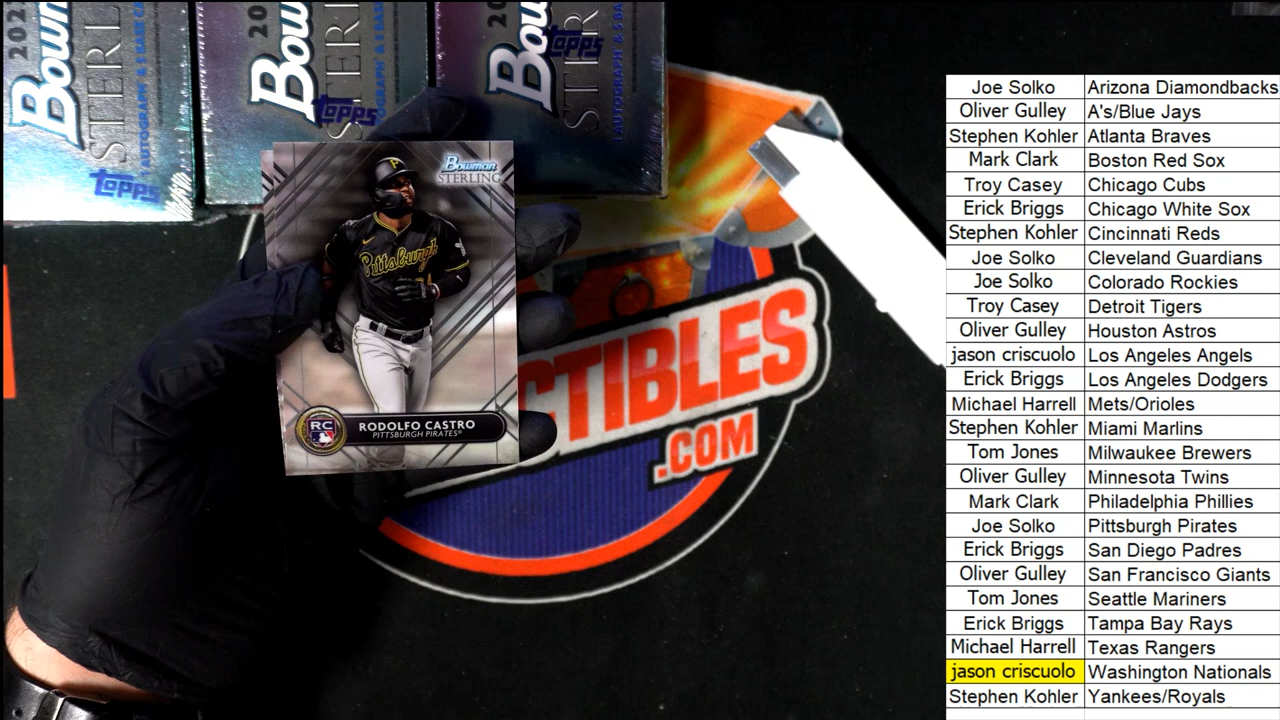 Bowman
STERLING
topps
Bowm
STERL
topps
Bow
STER
topps
Bowman
STERLING
Pittsburgh
RC
RODOLFO CASTRO
PITTSBURGH PIRATES®
CTIBLES
.COM
Joe Solko Arizona Diamondbacks
Oliver Gulley A's/Blue Jays
Stephen Kohler Atlanta Braves
Mark Clark Boston Red Sox
Troy Casey Chicago Cubs
Erick Briggs Chicago White Sox
Stephen Kohler Cincinnati Reds
Joe Solko Cleveland Guardians
Joe Solko Colorado Rockies
Troy Casey Detroit Tigers
Oliver Gulley Houston Astros
jason criscuolo Los Angeles Angels
Erick Briggs Los Angeles Dodgers
Michael Harrell Mets/Orioles
Stephen Kohler Miami Marlins
Tom Jones Milwaukee Brewers
Oliver Gulley Minnesota Twins
Mark Clark Philadelphia Phillies
Joe Solko Pittsburgh Pirates
Erick Briggs San Diego Padres
Oliver Gulley San Francisco Giants
Tom Jones Seattle Mariners
Erick Briggs Tampa Bay Rays
Michael Harrell Texas Rangers
jason criscuolo Washington Nationals
Stephen Kohler Yankees/Royals